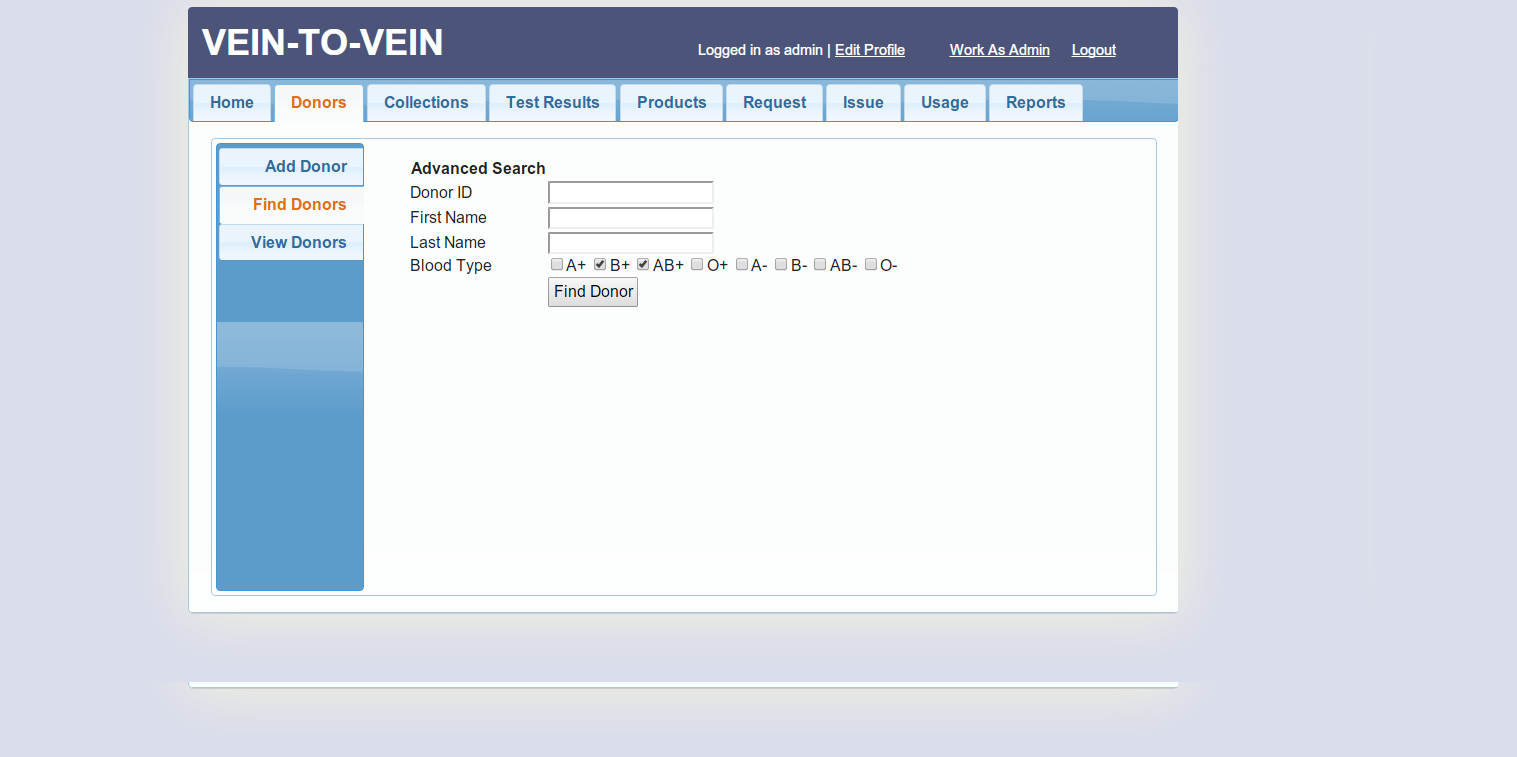 VEIN-TO-VEIN
Logged in as admin | Edit Profile Work As Admin Logout
Home Donors Collections Test Results Products Request Issue Usage Reports
Add Donor
Find Donors
View Donors
Advanced Search
Donor ID
First Name
Last Name
Blood Type A+ B+ AB+ O+ A- B- AB- O-
Find Donor